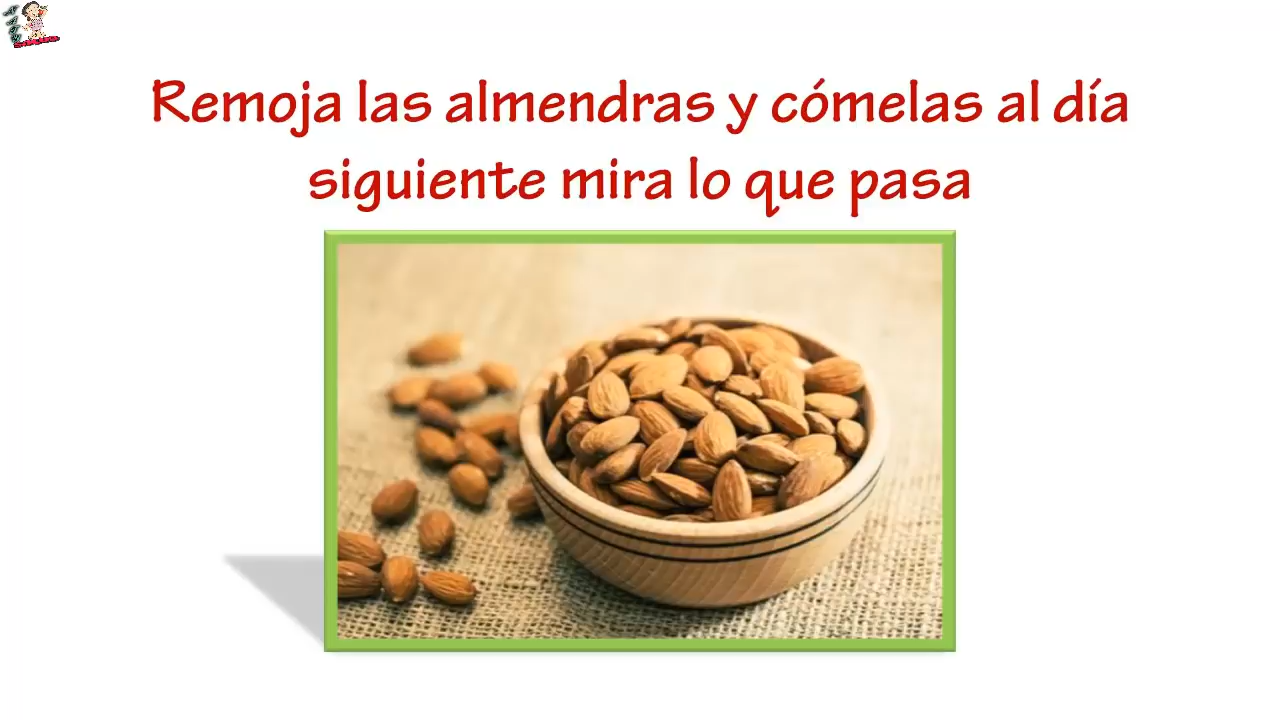 Remoja las almendras y cómelas al día
siguiente mira lo que pasa